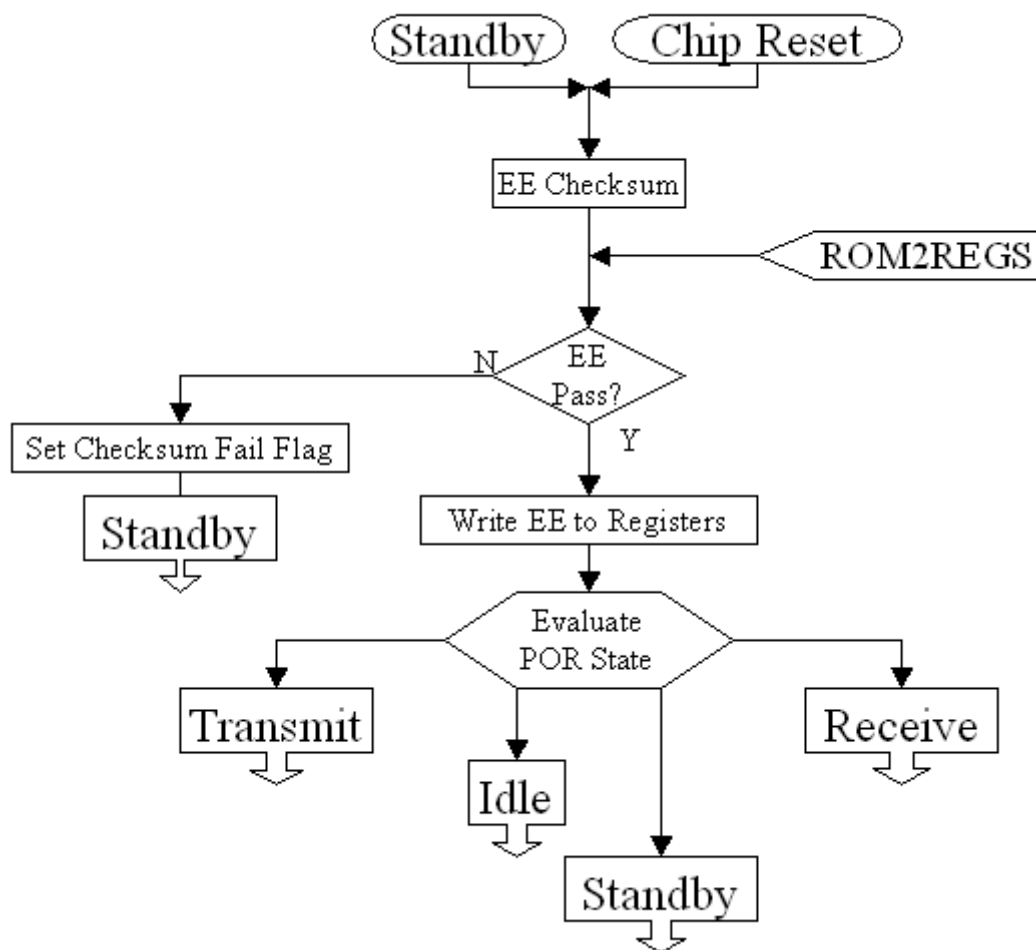 Standby
Chip Reset
EE Checksum
ROM2REGS
EE
Pass?
N
Y
Set Checksum Fail Flag
Standby
Write EE to Registers
Evaluate
POR State
Transmit
Receive
Idle
Standby